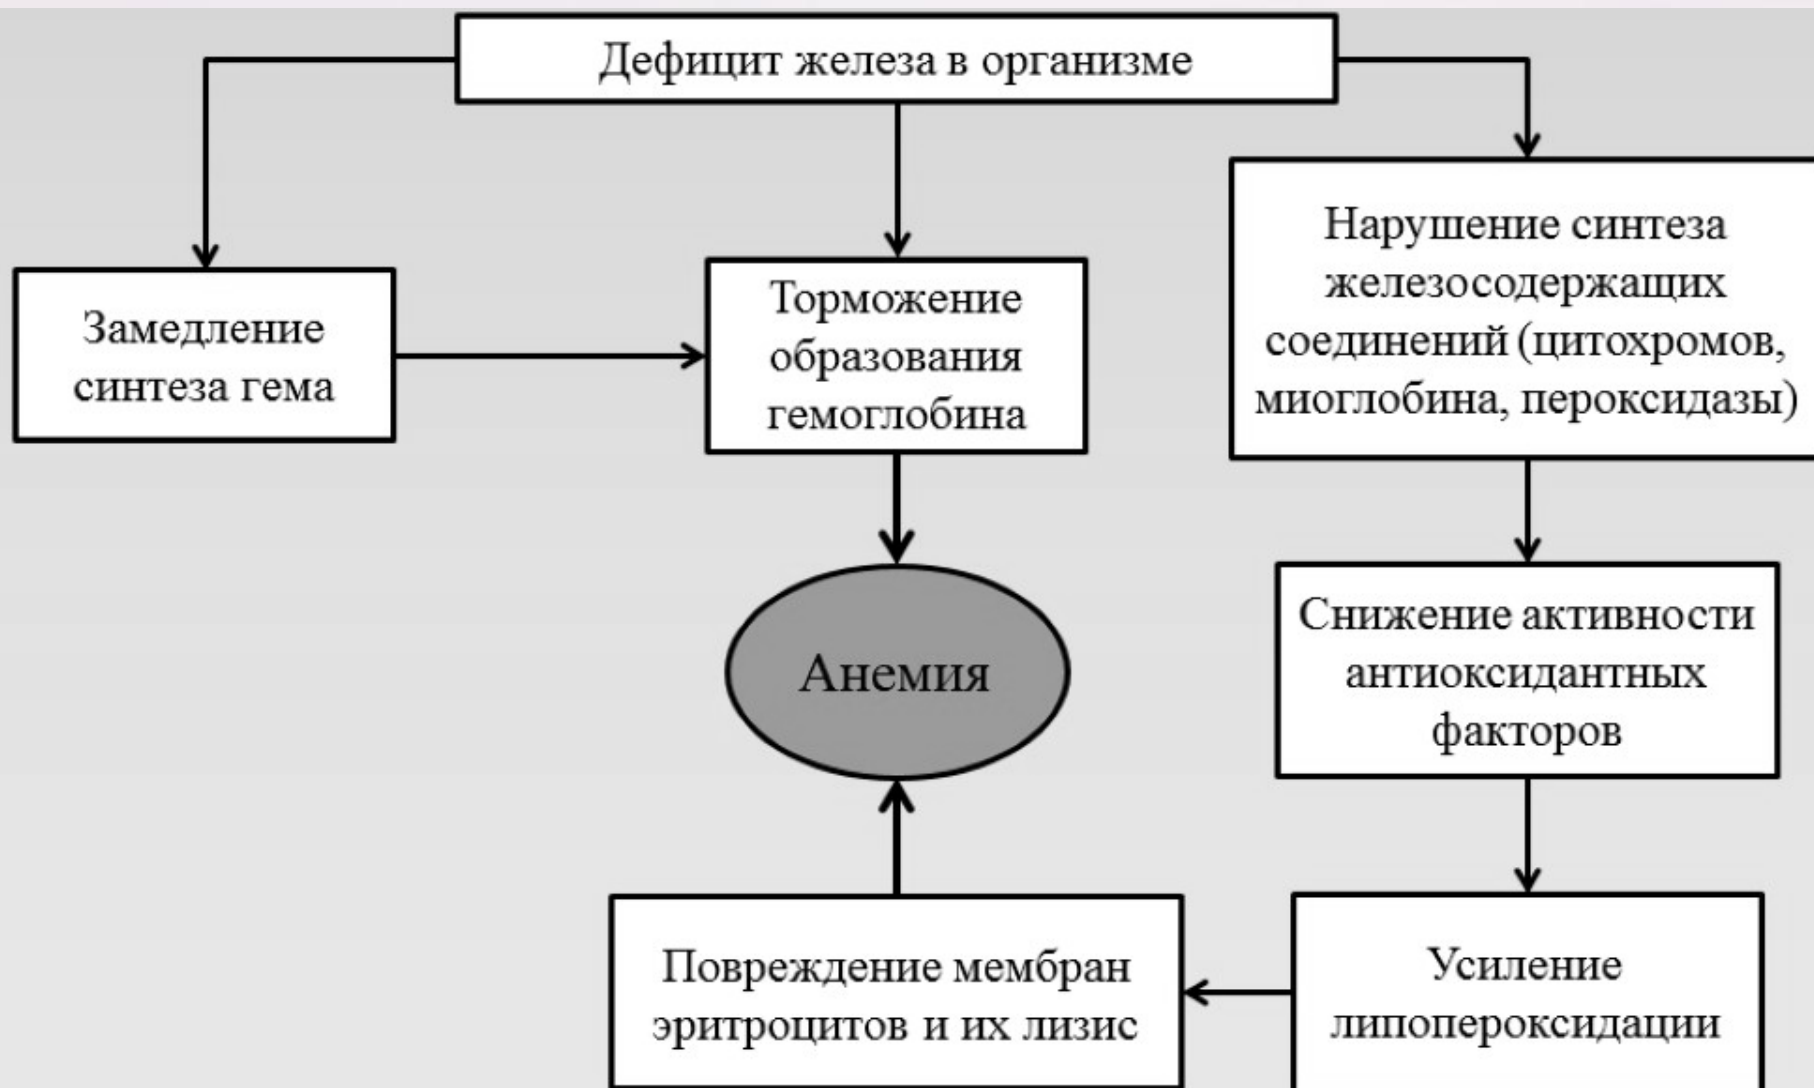 Дефицит железа в организме
Замедление
синтеза гема
Торможение
образования
гемоглобина
Нарушение синтеза
железосодержащих
соединений (цитохромов,
миоглобина, пероксидазы)
Анемия
Снижение активности
антиоксидантных
факторов
Повреждение мембран
эритроцитов и их лизис
Усиление
липопероксидации